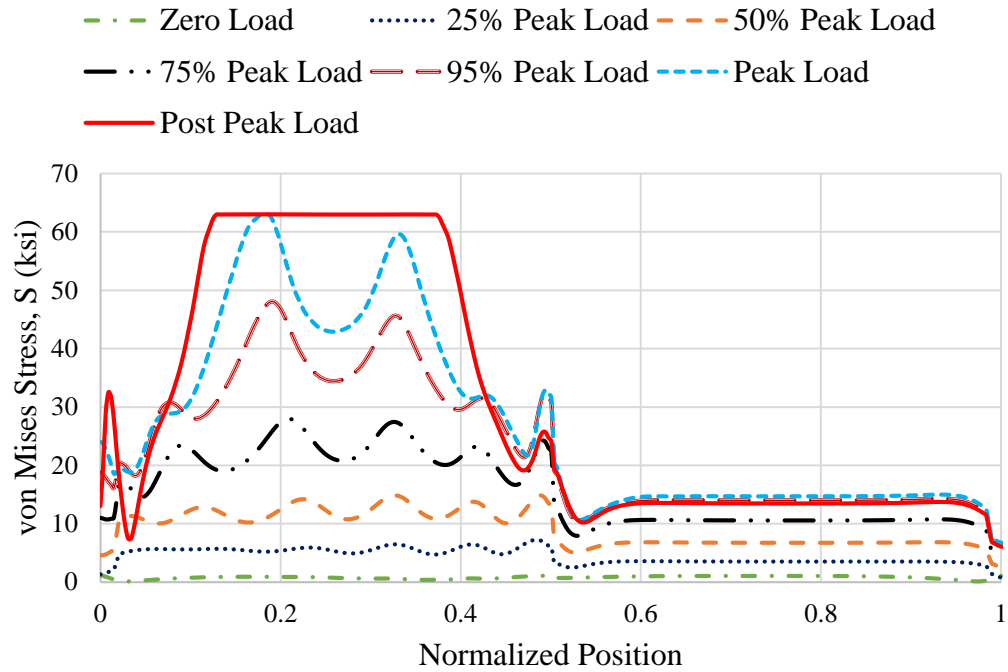 Zero Load 25% Peak Load 50% Peak Load
75% Peak Load 95% Peak Load Peak Load
Post Peak Load
von Mises Stress, S (ksi)
70
60
50
40
30
20
10
0
0 0.2 0.4 0.6 0.8 1
Normalized Position